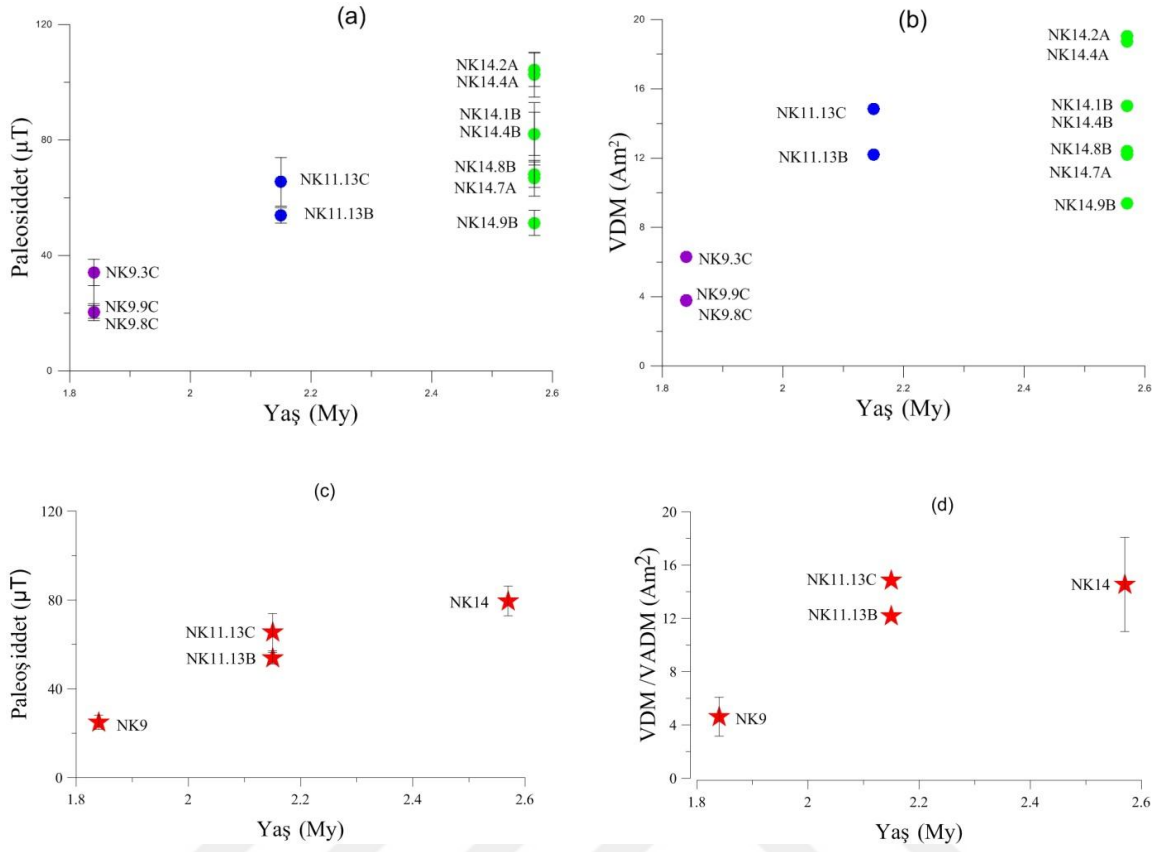 (a)
120
80
40
0
Paleosiddet (µT)
NK14.2A
NK14.4A
NK14.1B
NK14.4B
NK14.8B
NK14.7A
NK14.9B
NK11.13C
NK11.13B
NK9.3C
NK9.9C
NK9.8C
1.8 2 2.2 2.4 2.6
Yaş (My)
(b)
20
16
12
8
4
0
VDM (Am²)
NK14.2A
NK14.4A
NK14.1B
NK14.4B
NK14.8B
NK14.7A
NK14.9B
NK11.13C
NK11.13B
NK9.3C
NK9.9C
NK9.8C
1.8 2 2.2 2.4 2.6
Yaş (My)
(c)
120
80
40
0
Paleoşiddet (µT)
NK14
NK11.13C
NK11.13B
NK9
1.8 2 2.2 2.4 2.6
Yaş (My)
(d)
20
16
12
8
4
0
VDM /VADM (Am²)
NK11.13C
NK14
NK11.13B
NK9
1.8 2 2.2 2.4 2.6
Yaş (My)